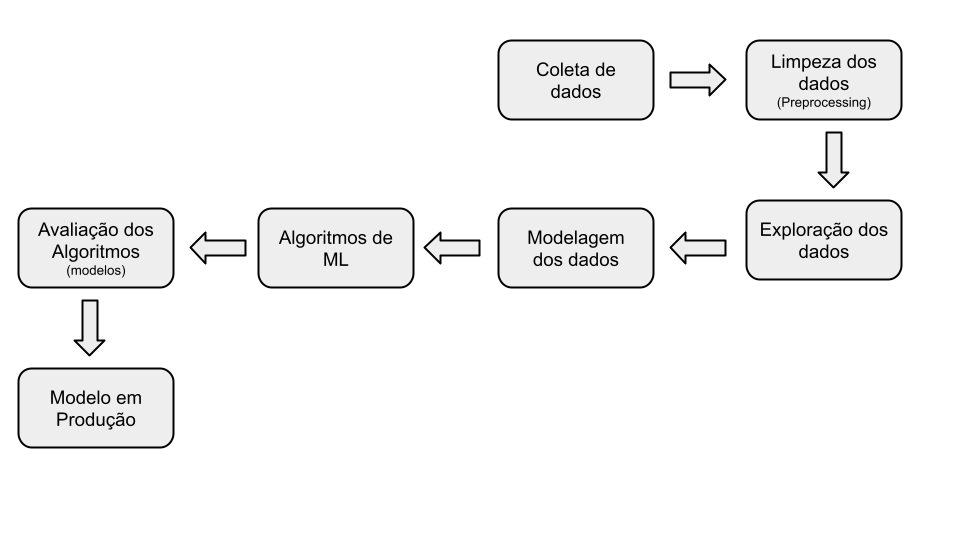 Coleta de
dados
Limpeza dos
dados
(Preprocessing)
Exploração dos
dados
Modelagem
dos dados
Algoritmos de
ML
Avaliação dos
Algoritmos
(modelos)
Modelo em
Produção